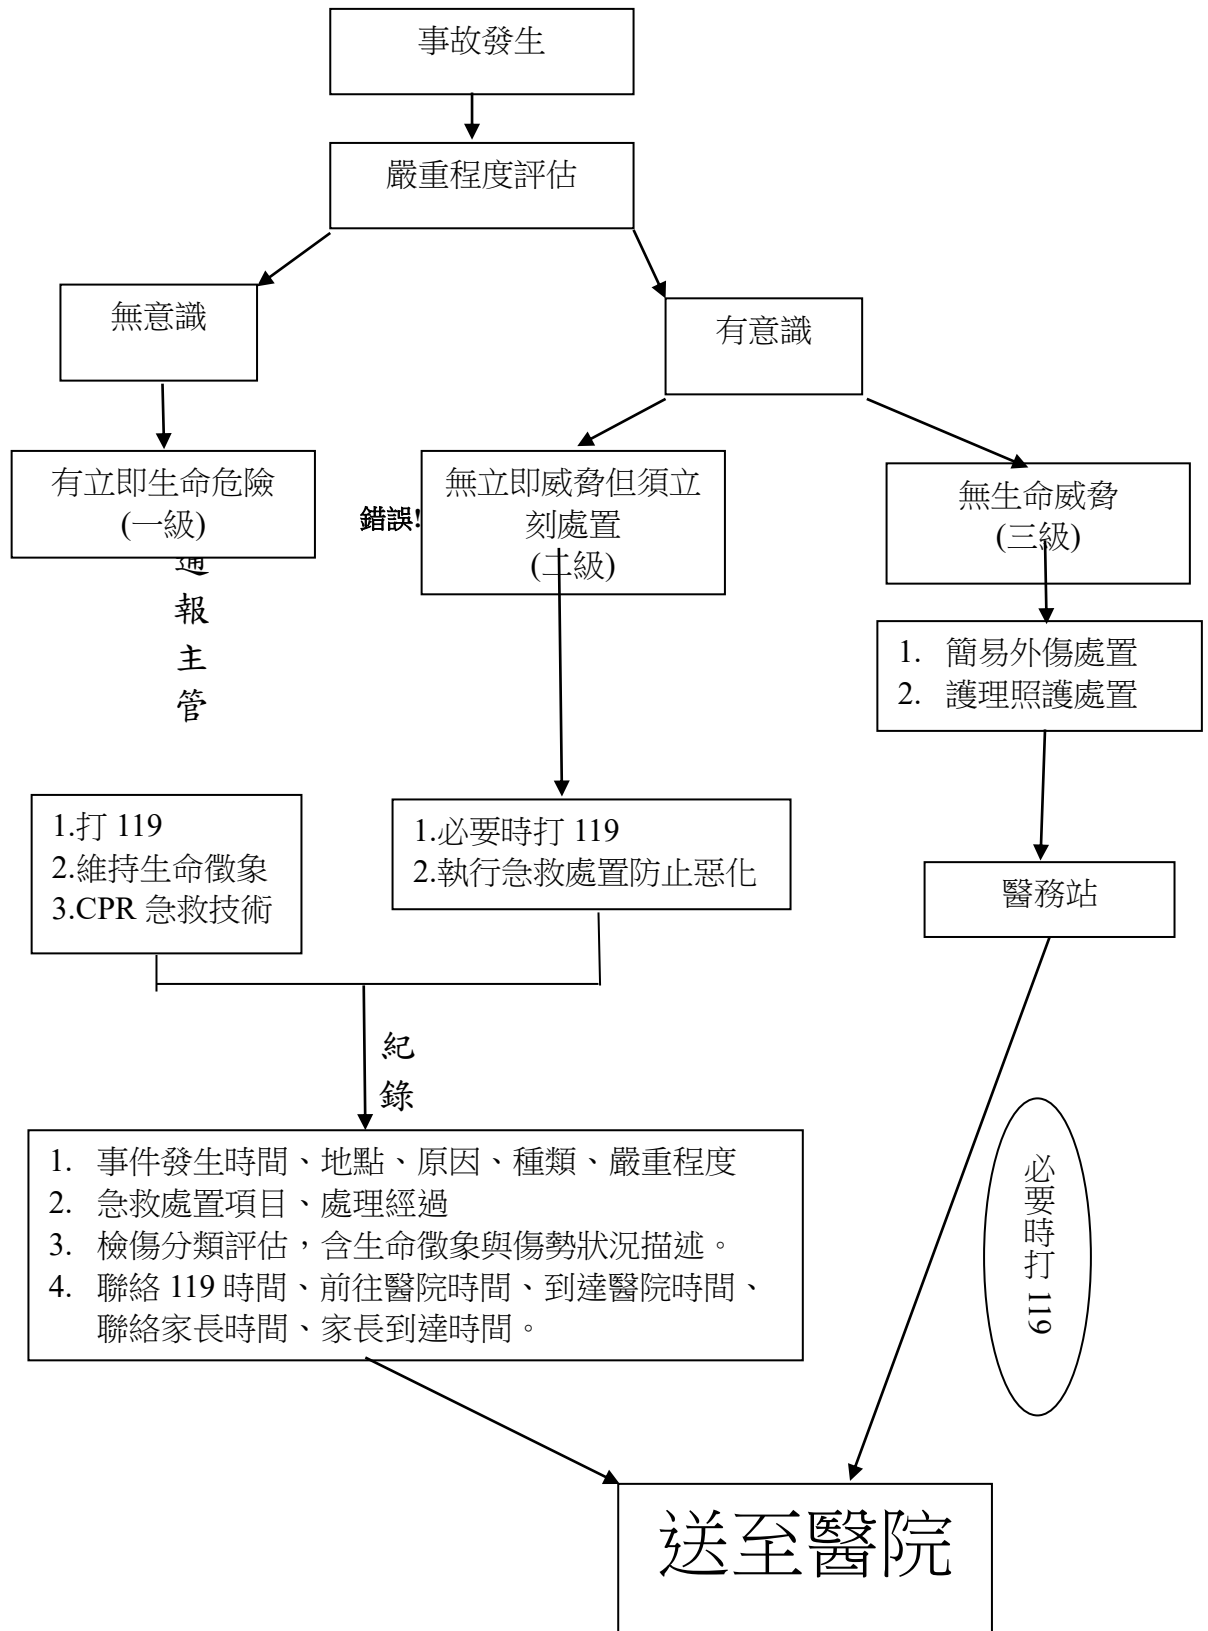 事故發生
嚴重程度評估
無意識
有意識
有立即生命危險
(一級)
無立即威脅但須立
刻處置
(二級)
錯誤!
無生命威脅
(三級)
通
報
主
管
1. 簡易外傷處置
2. 護理照護處置
1.打 119
2.維持生命徵象
3.CPR 急救技術
1.必要時打 119
2.執行急救處置防止惡化
醫務站
紀
錄
1. 事件發生時間、地點、原因、種類、嚴重程度
2. 急救處置項目、處理經過
3. 檢傷分類評估，含生命徵象與傷勢狀況描述。
4. 聯絡 119 時間、前往醫院時間、到達醫院時間、
聯絡家長時間、家長到達時間。
必要時打 119
送至醫院